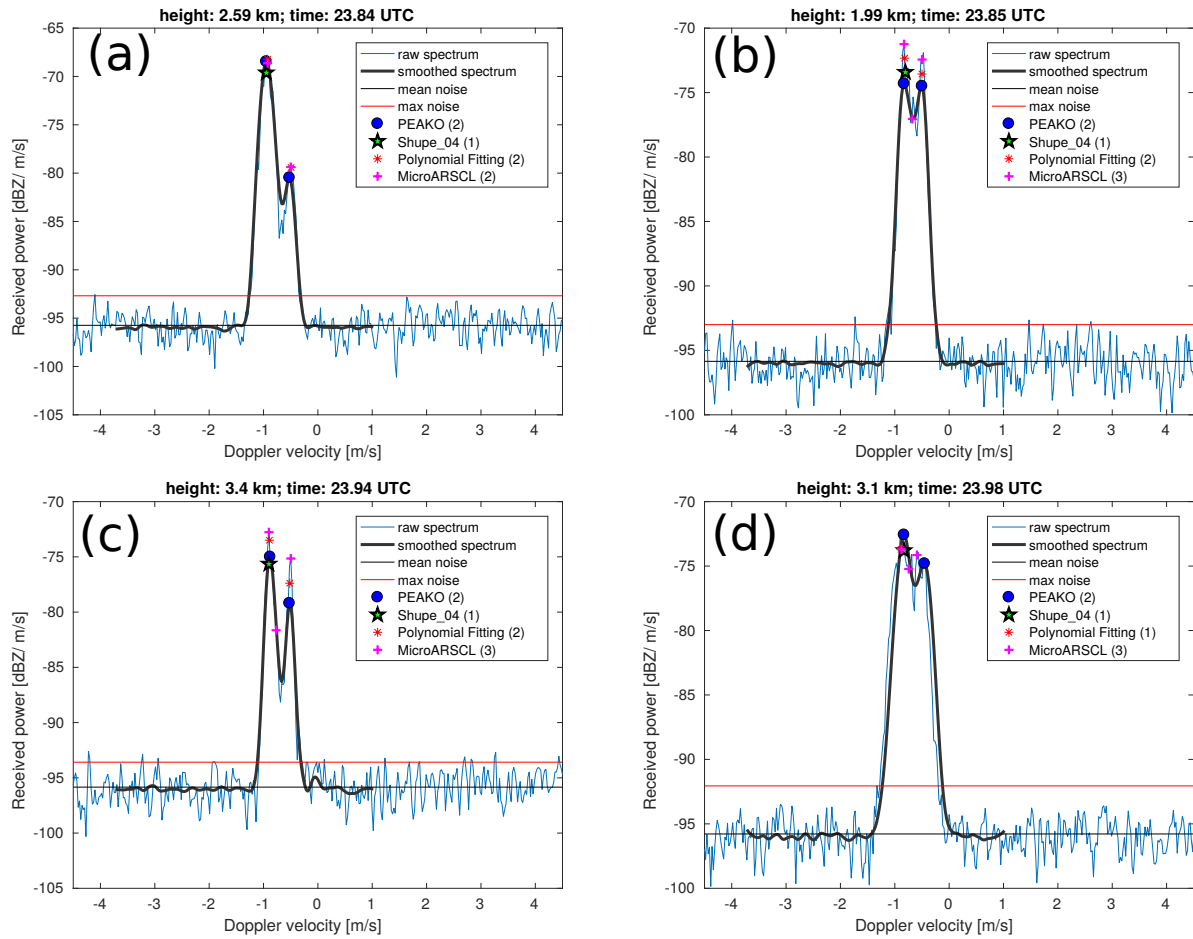 height: 2.59 km; time: 23.84 UTC
(a)
-65
-70
-75
-80
-85
-90
-95
-100
-105
Received power [dBZ/ m/s]
raw spectrum
smoothed spectrum
mean noise
max noise
PEAKO (2)
Shupe_04 (1)
Polynomial Fitting (2)
MicroARSCL (2)
-4 -3 -2 -1 0 1 2 3 4
Doppler velocity [m/s]
height: 1.99 km; time: 23.85 UTC
(b)
-70
-75
-80
-85
-90
-95
-100
Received power [dBZ/ m/s]
raw spectrum
smoothed spectrum
mean noise
max noise
PEAKO (2)
Shupe_04 (1)
Polynomial Fitting (2)
MicroARSCL (3)
-4 -3 -2 -1 0 1 2 3 4
Doppler velocity [m/s]
height: 3.4 km; time: 23.94 UTC
(c)
-70
-75
-80
-85
-90
-95
-100
-105
Received power [dBZ/ m/s]
raw spectrum
smoothed spectrum
mean noise
max noise
PEAKO (2)
Shupe_04 (1)
Polynomial Fitting (2)
MicroARSCL (3)
-4 -3 -2 -1 0 1 2 3 4
Doppler velocity [m/s]
height: 3.1 km; time: 23.98 UTC
(d)
-70
-75
-80
-85
-90
-95
-100
Received power [dBZ/ m/s]
raw spectrum
smoothed spectrum
mean noise
max noise
PEAKO (2)
Shupe_04 (1)
Polynomial Fitting (1)
MicroARSCL (3)
-4 -3 -2 -1 0 1 2 3 4
Doppler velocity [m/s]